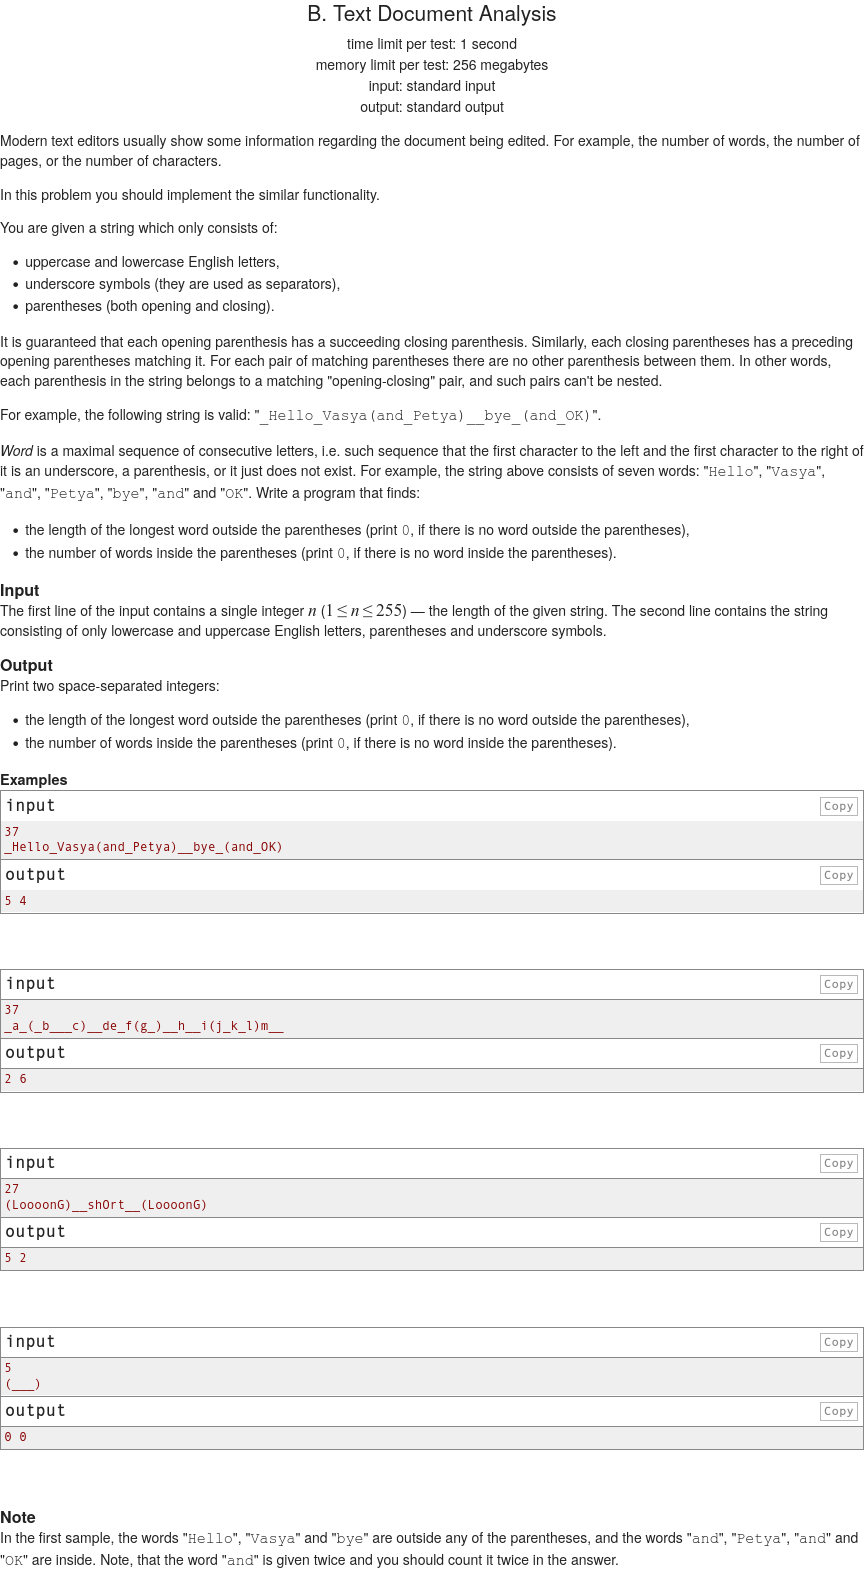 B. Text Document Analysis
time limit per test: 1 second
memory limit per test: 256 megabytes
input: standard input
output: standard output
Modern text editors usually show some information regarding the document being edited. For example, the number of words, the number of
pages, or the number of characters.
In this problem you should implement the similar functionality.
You are given a string which only consists of:
• uppercase and lowercase English letters,
• underscore symbols (they are used as separators),
• parentheses (both opening and closing).
It is guaranteed that each opening parenthesis has a succeeding closing parenthesis. Similarly, each closing parentheses has a preceding
opening parentheses matching it. For each pair of matching parentheses there are no other parenthesis between them. In other words,
each parenthesis in the string belongs to a matching "opening-closing" pair, and such pairs can't be nested.
For example, the following string is valid: "_Hello_Vasya(and_Petya)__bye_(and_OK)".
Word is a maximal sequence of consecutive letters, i.e. such sequence that the first character to the left and the first character to the right of
it is an underscore, a parenthesis, or it just does not exist. For example, the string above consists of seven words: "Hello", "Vasya",
"and", "Petya", "bye", "and" and "OK". Write a program that finds:
• the length of the longest word outside the parentheses (print 0, if there is no word outside the parentheses),
• the number of words inside the parentheses (print 0, if there is no word inside the parentheses).
Input
The first line of the input contains a single integer n (1 ≤ n ≤ 255) — the length of the given string. The second line contains the string
consisting of only lowercase and uppercase English letters, parentheses and underscore symbols.
Output
Print two space-separated integers:
• the length of the longest word outside the parentheses (print 0, if there is no word outside the parentheses),
• the number of words inside the parentheses (print 0, if there is no word inside the parentheses).
Examples
input Copy
37
_Hello_Vasya(and_Petya)__bye_(and_OK)
output Copy
5 4
input Copy
37
_a_(_b___c)__de_f(g_)__h__i(j_k_l)m__
output Copy
2 6
input Copy
27
(LoooonG)__shOrt__(LoooonG)
output Copy
5 2
input Copy
5
(___)
output Copy
0 0
Note
In the first sample, the words "Hello", "Vasya" and "bye" are outside any of the parentheses, and the words "and", "Petya", "and" and
"OK" are inside. Note, that the word "and" is given twice and you should count it twice in the answer.